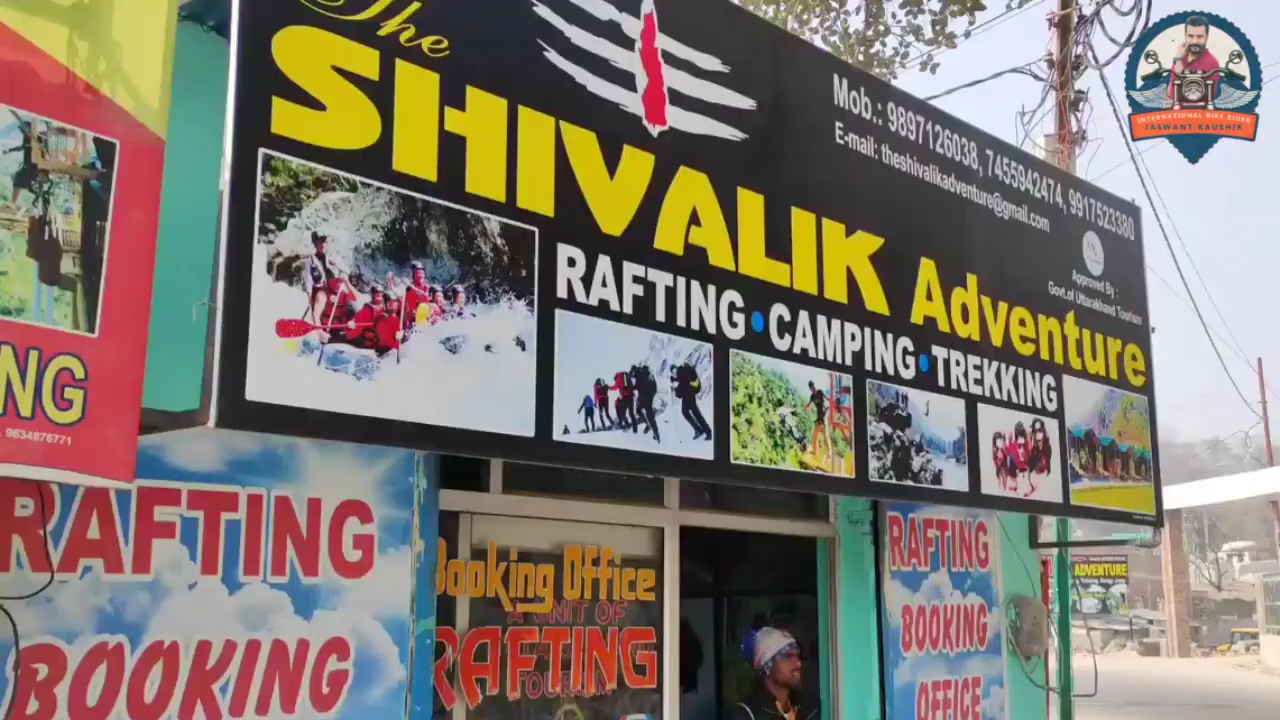 The
SHIVALIK Adventure
RAFTING • CAMPING • TREKKING
Mob.: 9897126038, 7455942474, 9917523380
E-mail: theshivalikadventure@gmail.com
Approved By :
Govt.of Uttarakhand Tourism
INTERNATIONAL BIKE RIDER
JASWANT KAUSHIK
NG
9634876771
RAFTING
BOOKING
Booking Office
A UNIT OF
RAFTING
TOURISM
RAFTING
BOOKING
OFFICE
ADVENTURE